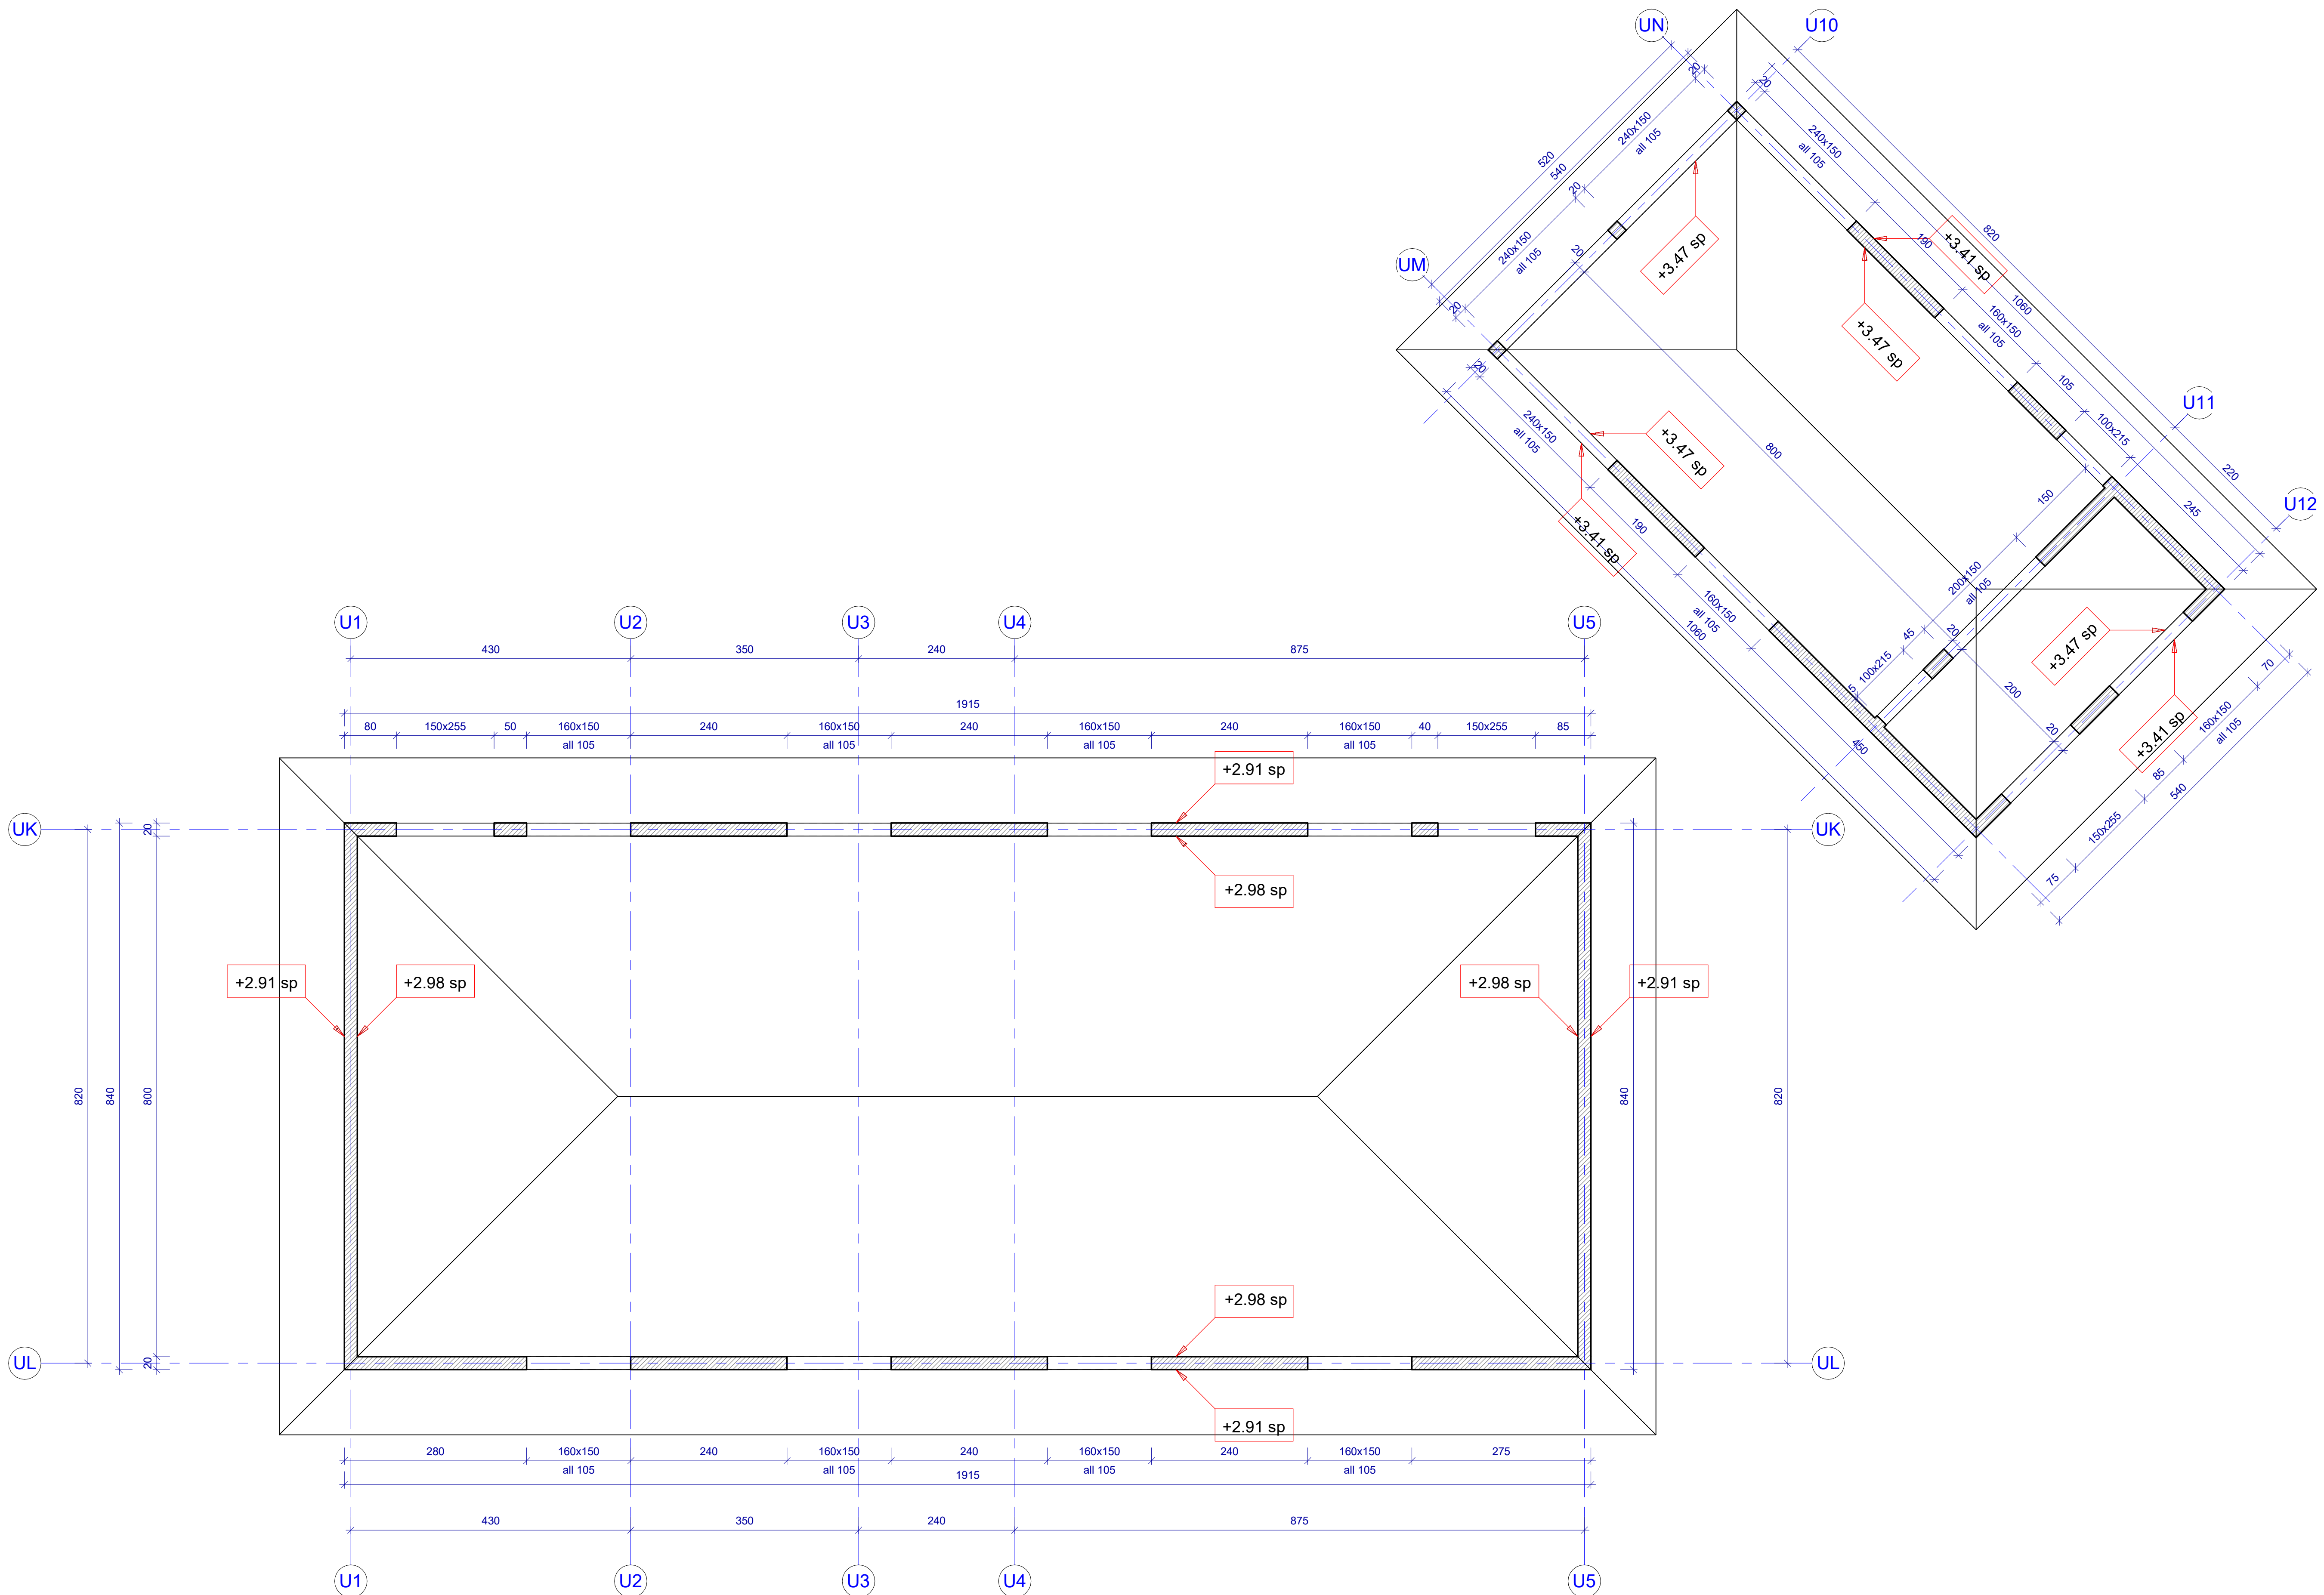 UN
U10
20
20
240x150
all 105
240x150
all 105
520
540
20
820
UM
240x150
all 105
20
+3.47 sp
190
+3.41 sp
20
+3.47 sp
1060
160x150
all 105
20
105
U11
240x150
all 105
+3.47 sp
800
100x215
220
150
U12
245
+3.41 sp
190
200x150
all 105
160x150
all 105
1060
45
20
100x215
5
+3.47 sp
70
200
20
+3.41 sp
160x150
all 105
450
85
540
150x255
75
U1
U2
U3
U4
U5
430
350
240
875
1915
80
150x255
50
160x150
240
160x150
240
160x150
240
160x150
40
150x255
85
all 105
all 105
all 105
all 105
+2.91 sp
UK
20
UK
+2.98 sp
+2.91 sp
+2.98 sp
+2.98 sp
+2.91 sp
820
840
800
840
820
+2.98 sp
UL
20
UL
+2.91 sp
280
160x150
240
160x150
240
160x150
240
160x150
275
all 105
all 105
all 105
all 105
1915
430
350
240
875
U1
U2
U3
U4
U5